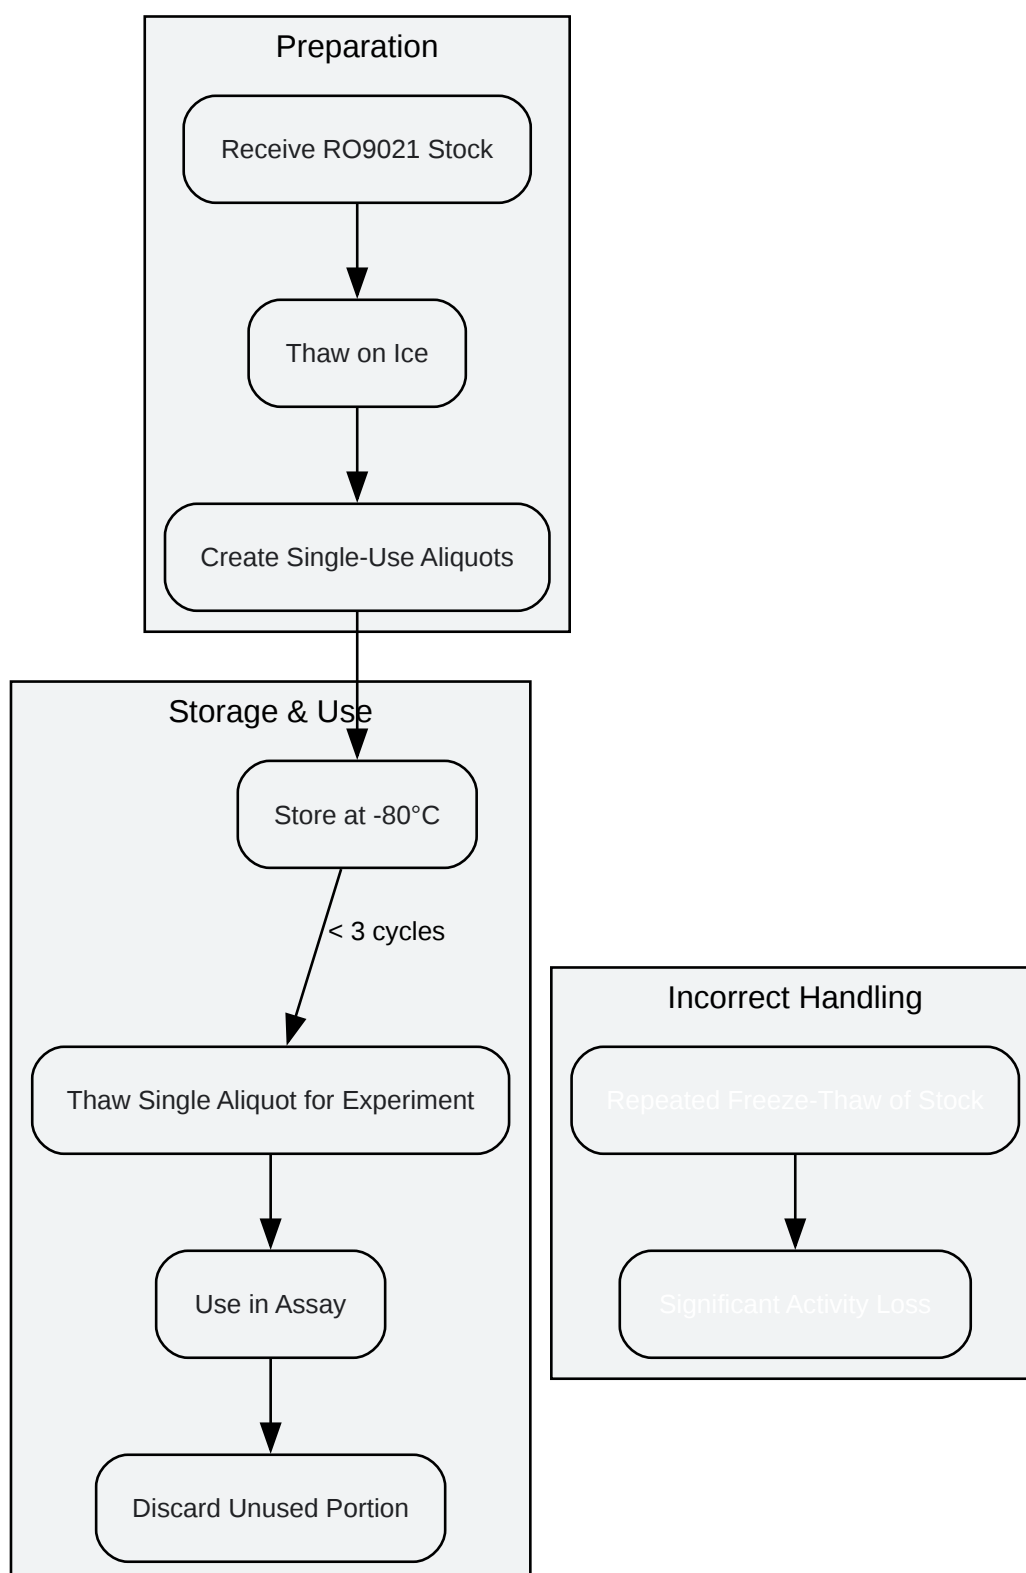 Preparation
Receive RO9021 Stock
Thaw on Ice
Create Single-Use Aliquots
Storage & Use
Store at -80°C
< 3 cycles
Thaw Single Aliquot for Experiment
Use in Assay
Discard Unused Portion
Incorrect Handling
Repeated Freeze-Thaw of Stock
Significant Activity Loss